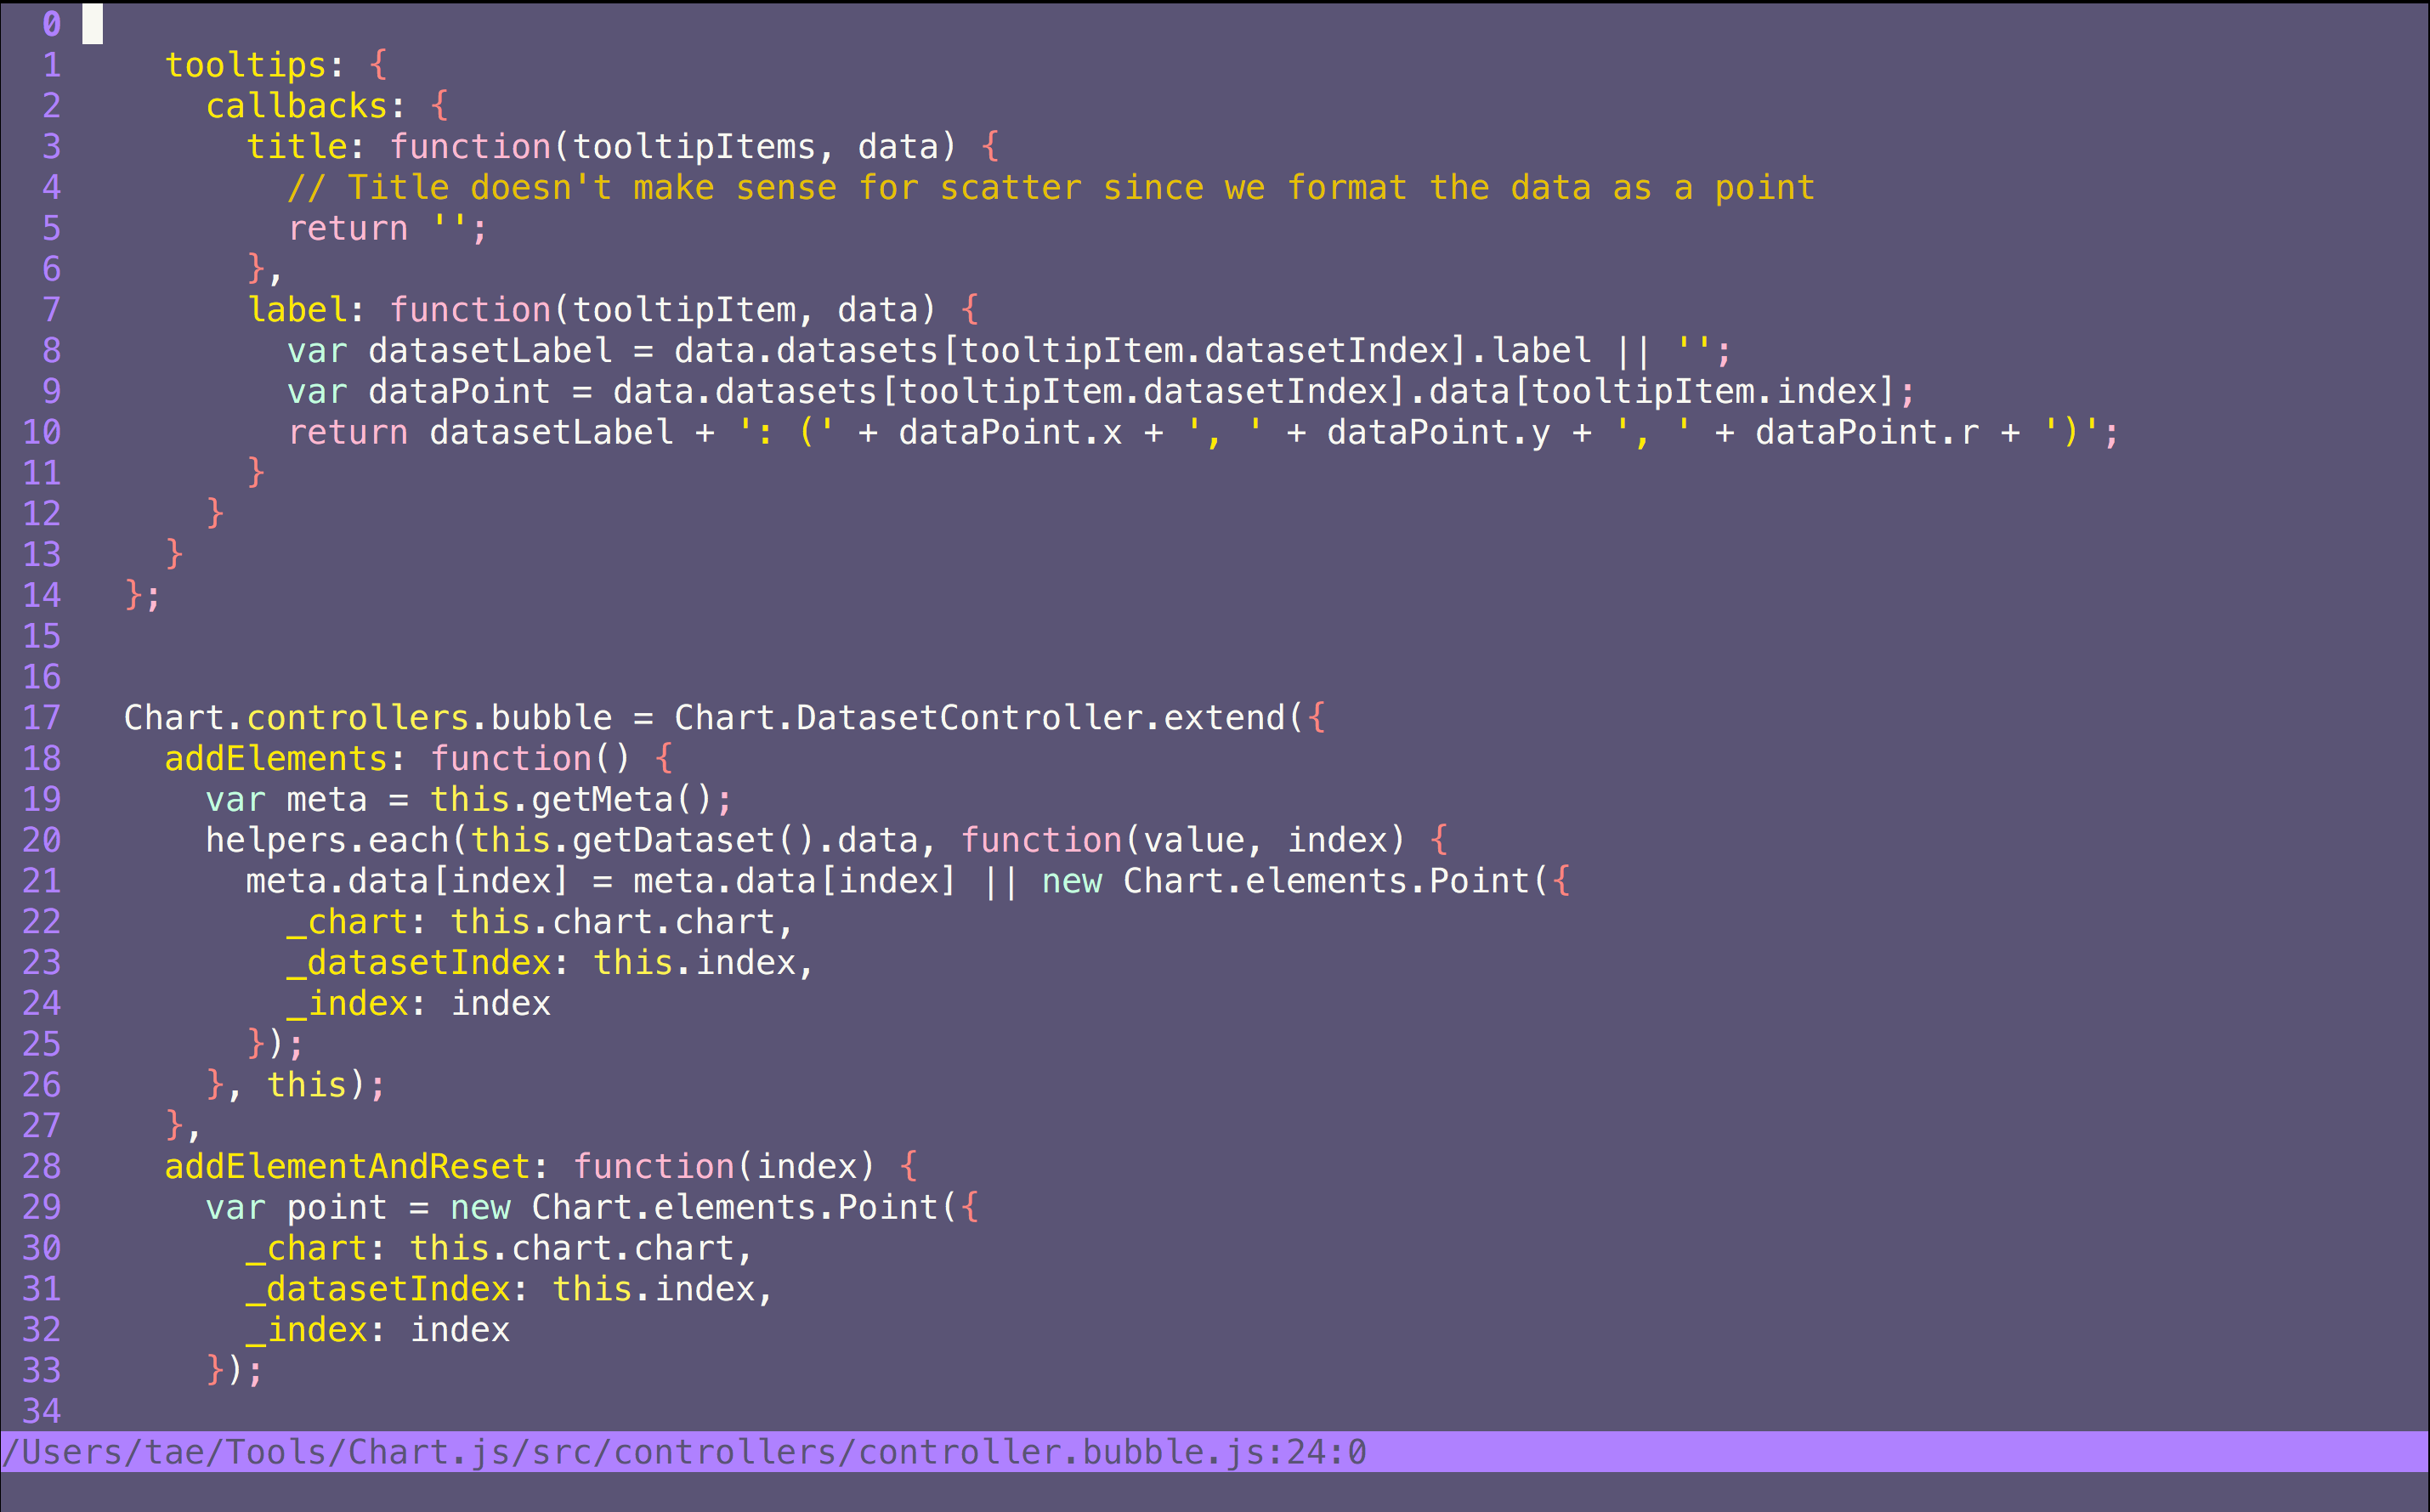 0
1     tooltips: {
2       callbacks: {
3         title: function(tooltipItems, data) {
4           // Title doesn't make sense for scatter since we format the data as a point
5           return '';
6         },
7         label: function(tooltipItem, data) {
8           var datasetLabel = data.datasets[tooltipItem.datasetIndex].label || '';
9           var dataPoint = data.datasets[tooltipItem.datasetIndex].data[tooltipItem.index];
10           return datasetLabel + ': (' + dataPoint.x + ', ' + dataPoint.y + ', ' + dataPoint.r + ')';
11         }
12       }
13     }
14   };
15
16
17   Chart.controllers.bubble = Chart.DatasetController.extend({
18     addElements: function() {
19       var meta = this.getMeta();
20       helpers.each(this.getDataset().data, function(value, index) {
21         meta.data[index] = meta.data[index] || new Chart.elements.Point({
22           _chart: this.chart.chart,
23           _datasetIndex: this.index,
24           _index: index
25         });
26       }, this);
27     },
28     addElementAndReset: function(index) {
29       var point = new Chart.elements.Point({
30         _chart: this.chart.chart,
31         _datasetIndex: this.index,
32         _index: index
33       });
34
/Users/tae/Tools/Chart.js/src/controllers/controller.bubble.js:24:0